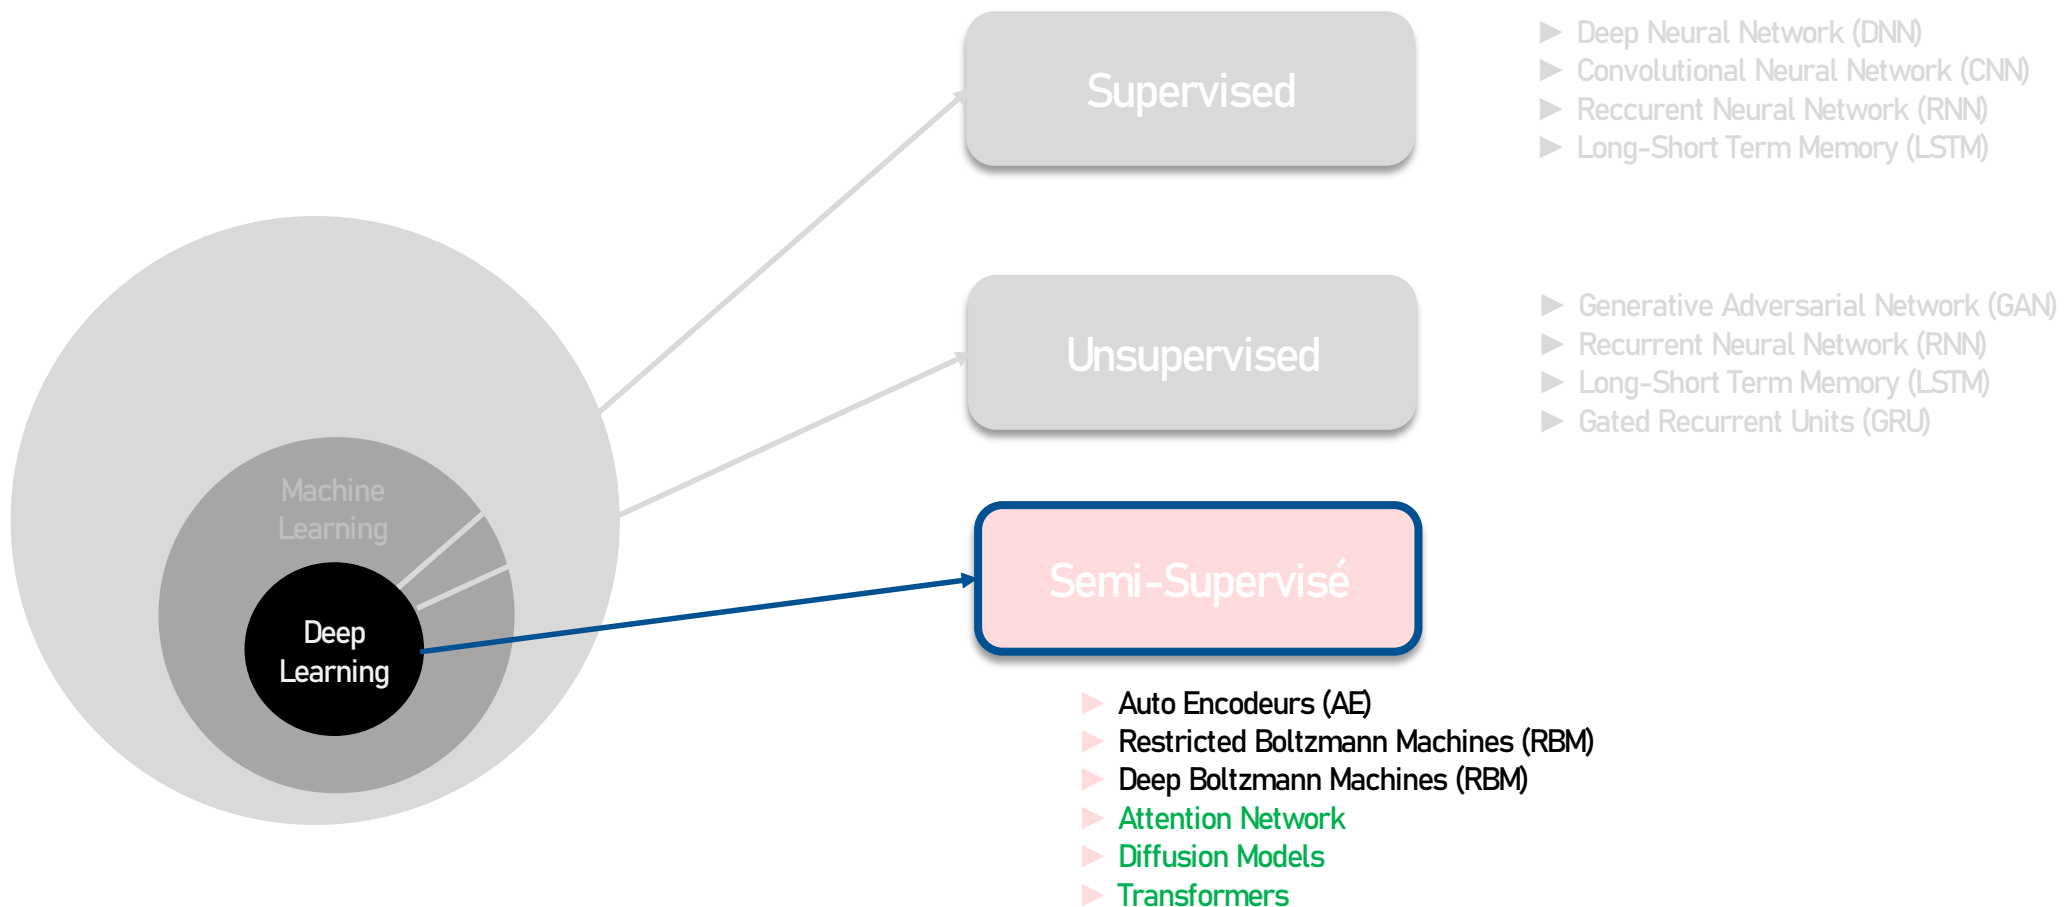 Supervised
► Deep Neural Network (DNN)
► Convolutional Neural Network (CNN)
► Reccurent Neural Network (RNN)
► Long-Short Term Memory (LSTM)
Unsupervised
► Generative Adversarial Network (GAN)
► Recurrent Neural Network (RNN)
► Long-Short Term Memory (LSTM)
► Gated Recurrent Units (GRU)
Machine
Learning
Deep
Learning
Semi-Supervisé
► Auto Encodeurs (AE)
► Restricted Boltzmann Machines (RBM)
► Deep Boltzmann Machines (RBM)
► Attention Network
► Diffusion Models
► Transformers